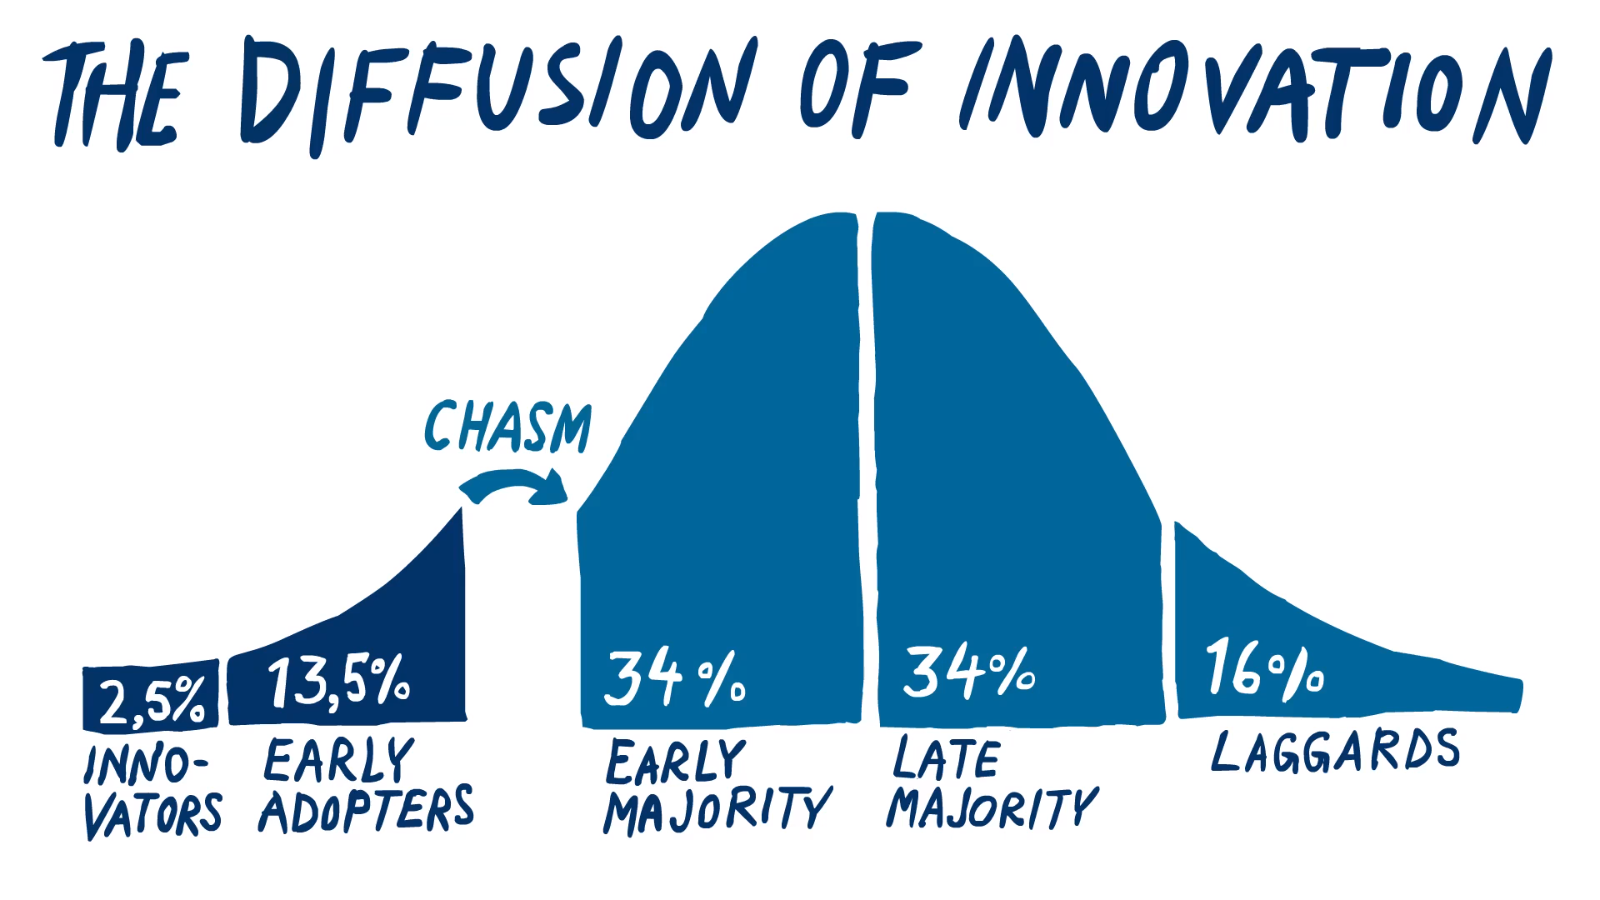 THE DIFFUSION OF INNOVATION
CHASM
2,5%
13,5%
34%
34%
16%
INNO-
VATORS
EARLY
ADOPTERS
EARLY
MAJORITY
LATE
MAJORITY
LAGGARDS